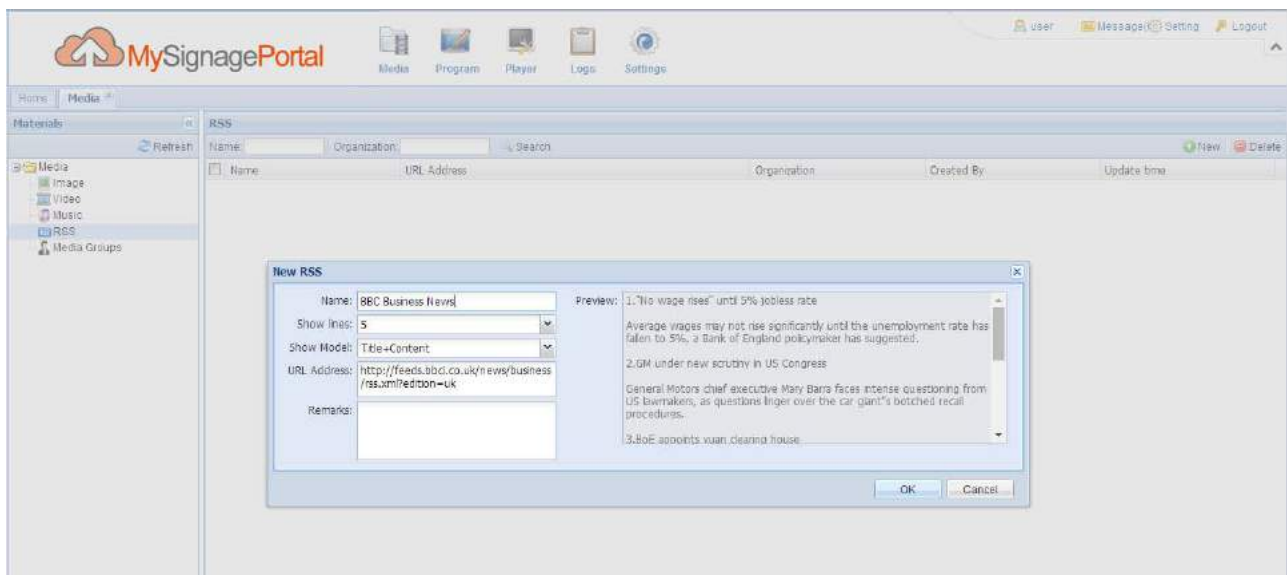 user Message(0) Setting Logout
MySignagePortal
Media Program Player Logs Settings
Home Media
Materials
Refresh
Media
Image
Video
Music
RSS
Media Groups
RSS
Name: Organization: Search New Delete
Name URL Address Organization Created By Update time
New RSS
Name: BBC Business News
Show lines: 5
Show Model: Title+Content
URL Address: http://feeds.bbci.co.uk/news/business
/rss.xml?edition=uk
Remarks:
Preview: 1."No wage rises" until 5% jobless rate
Average wages may not rise significantly until the unemployment rate has
fallen to 5%, a Bank of England policymaker has suggested.
2.GM under new scrutiny in US Congress
General Motors chief executive Mary Barra faces intense questioning from
US lawmakers, as questions linger over the car giant"s botched recall
procedures.
3.BoE appoints yuan clearing house
OK Cancel